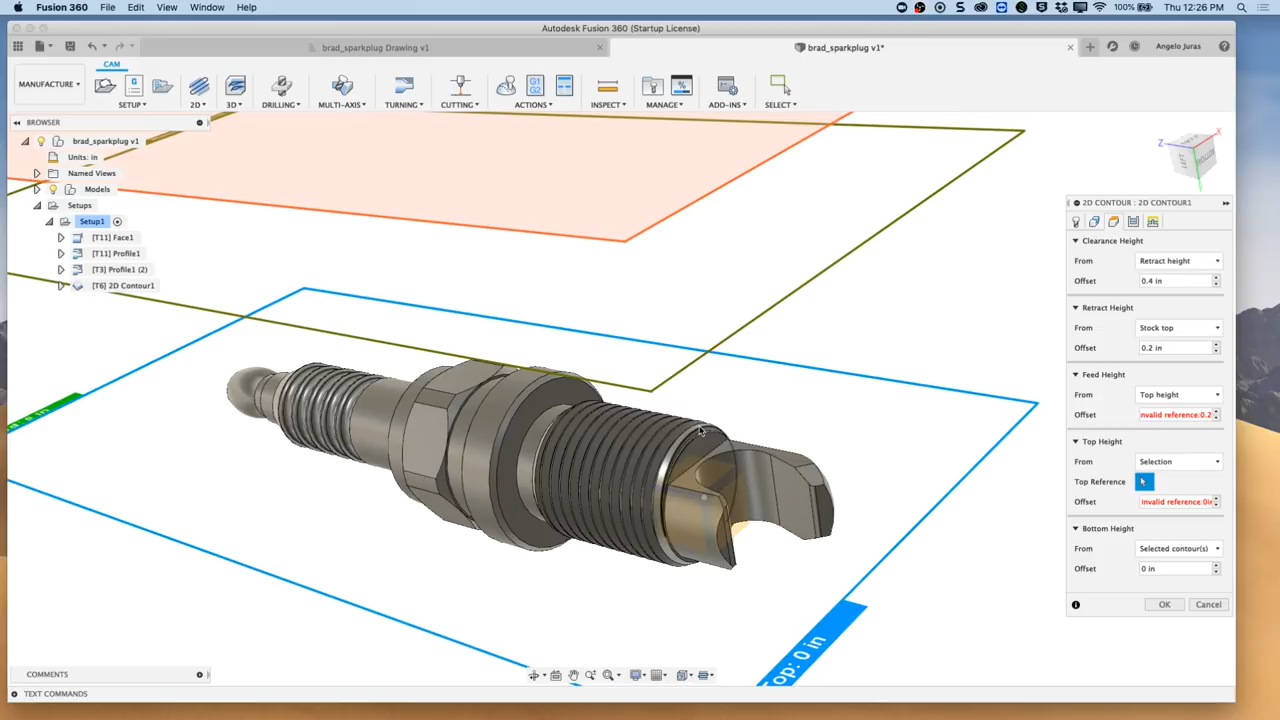 Fusion 360 File Edit View Window Help 100% Thu 12:26 PM
Autodesk Fusion 360 (Startup License)
brad_sparkplug Drawing v1 brad_sparkplug v1* Angelo Juras
CAM
MANUFACTURE
SETUP 2D 3D DRILLING MULTI-AXIS TURNING CUTTING ACTIONS INSPECT MANAGE ADD-INS SELECT
G1
G2
BROWSER
brad_sparkplug v1
Units: in
Named Views
Models
Setups
Setup1
[T11] Face1
[T11] Profile1
[T3] Profile1 (2)
[T6] 2D Contour1
Z X
2D CONTOUR : 2D CONTOUR1
Clearance Height
From Retract height
Offset 0.4 in
Retract Height
From Stock top
Offset 0.2 in
Feed Height
From Top height
Offset nvalid reference:0.2
Top Height
From Selection
Top Reference
Offset invalid reference:0in
Bottom Height
From Selected contour(s)
Offset 0 in
OK Cancel
Top: 0 in
COMMENTS
TEXT COMMANDS